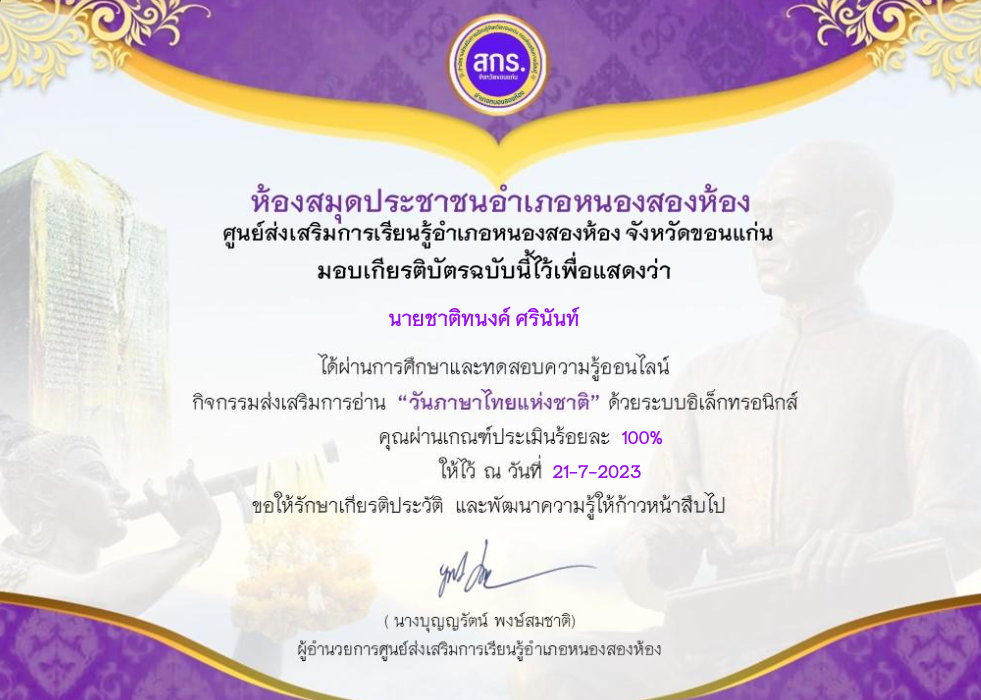 สกร.
จังหวัดขอนแก่น
อำเภอหนองสองห้อง
ห้องสมุดประชาชนอำเภอหนองสองห้อง
ศูนย์ส่งเสริมการเรียนรู้อำเภอหนองสองห้อง จังหวัดขอนแก่น
มอบเกียรติบัตรฉบับนี้ไว้เพื่อแสดงว่า
นายชาติทนงค์ ศรินันท์
ได้ผ่านการศึกษาและทดสอบความรู้ออนไลน์
กิจกรรมส่งเสริมการอ่าน “วันภาษาไทยแห่งชาติ” ด้วยระบบอิเล็กทรอนิกส์
คุณผ่านเกณฑ์ประเมินร้อยละ 100%
ให้ไว้ ณ วันที่ 21-7-2023
ขอให้รักษาเกียรติประวัติ และพัฒนาความรู้ให้ก้าวหน้าสืบไป
( นางบุญญรัตน์ พงษ์สมชาติ)
ผู้อำนวยการศูนย์ส่งเสริมการเรียนรู้อำเภอหนองสองห้อง